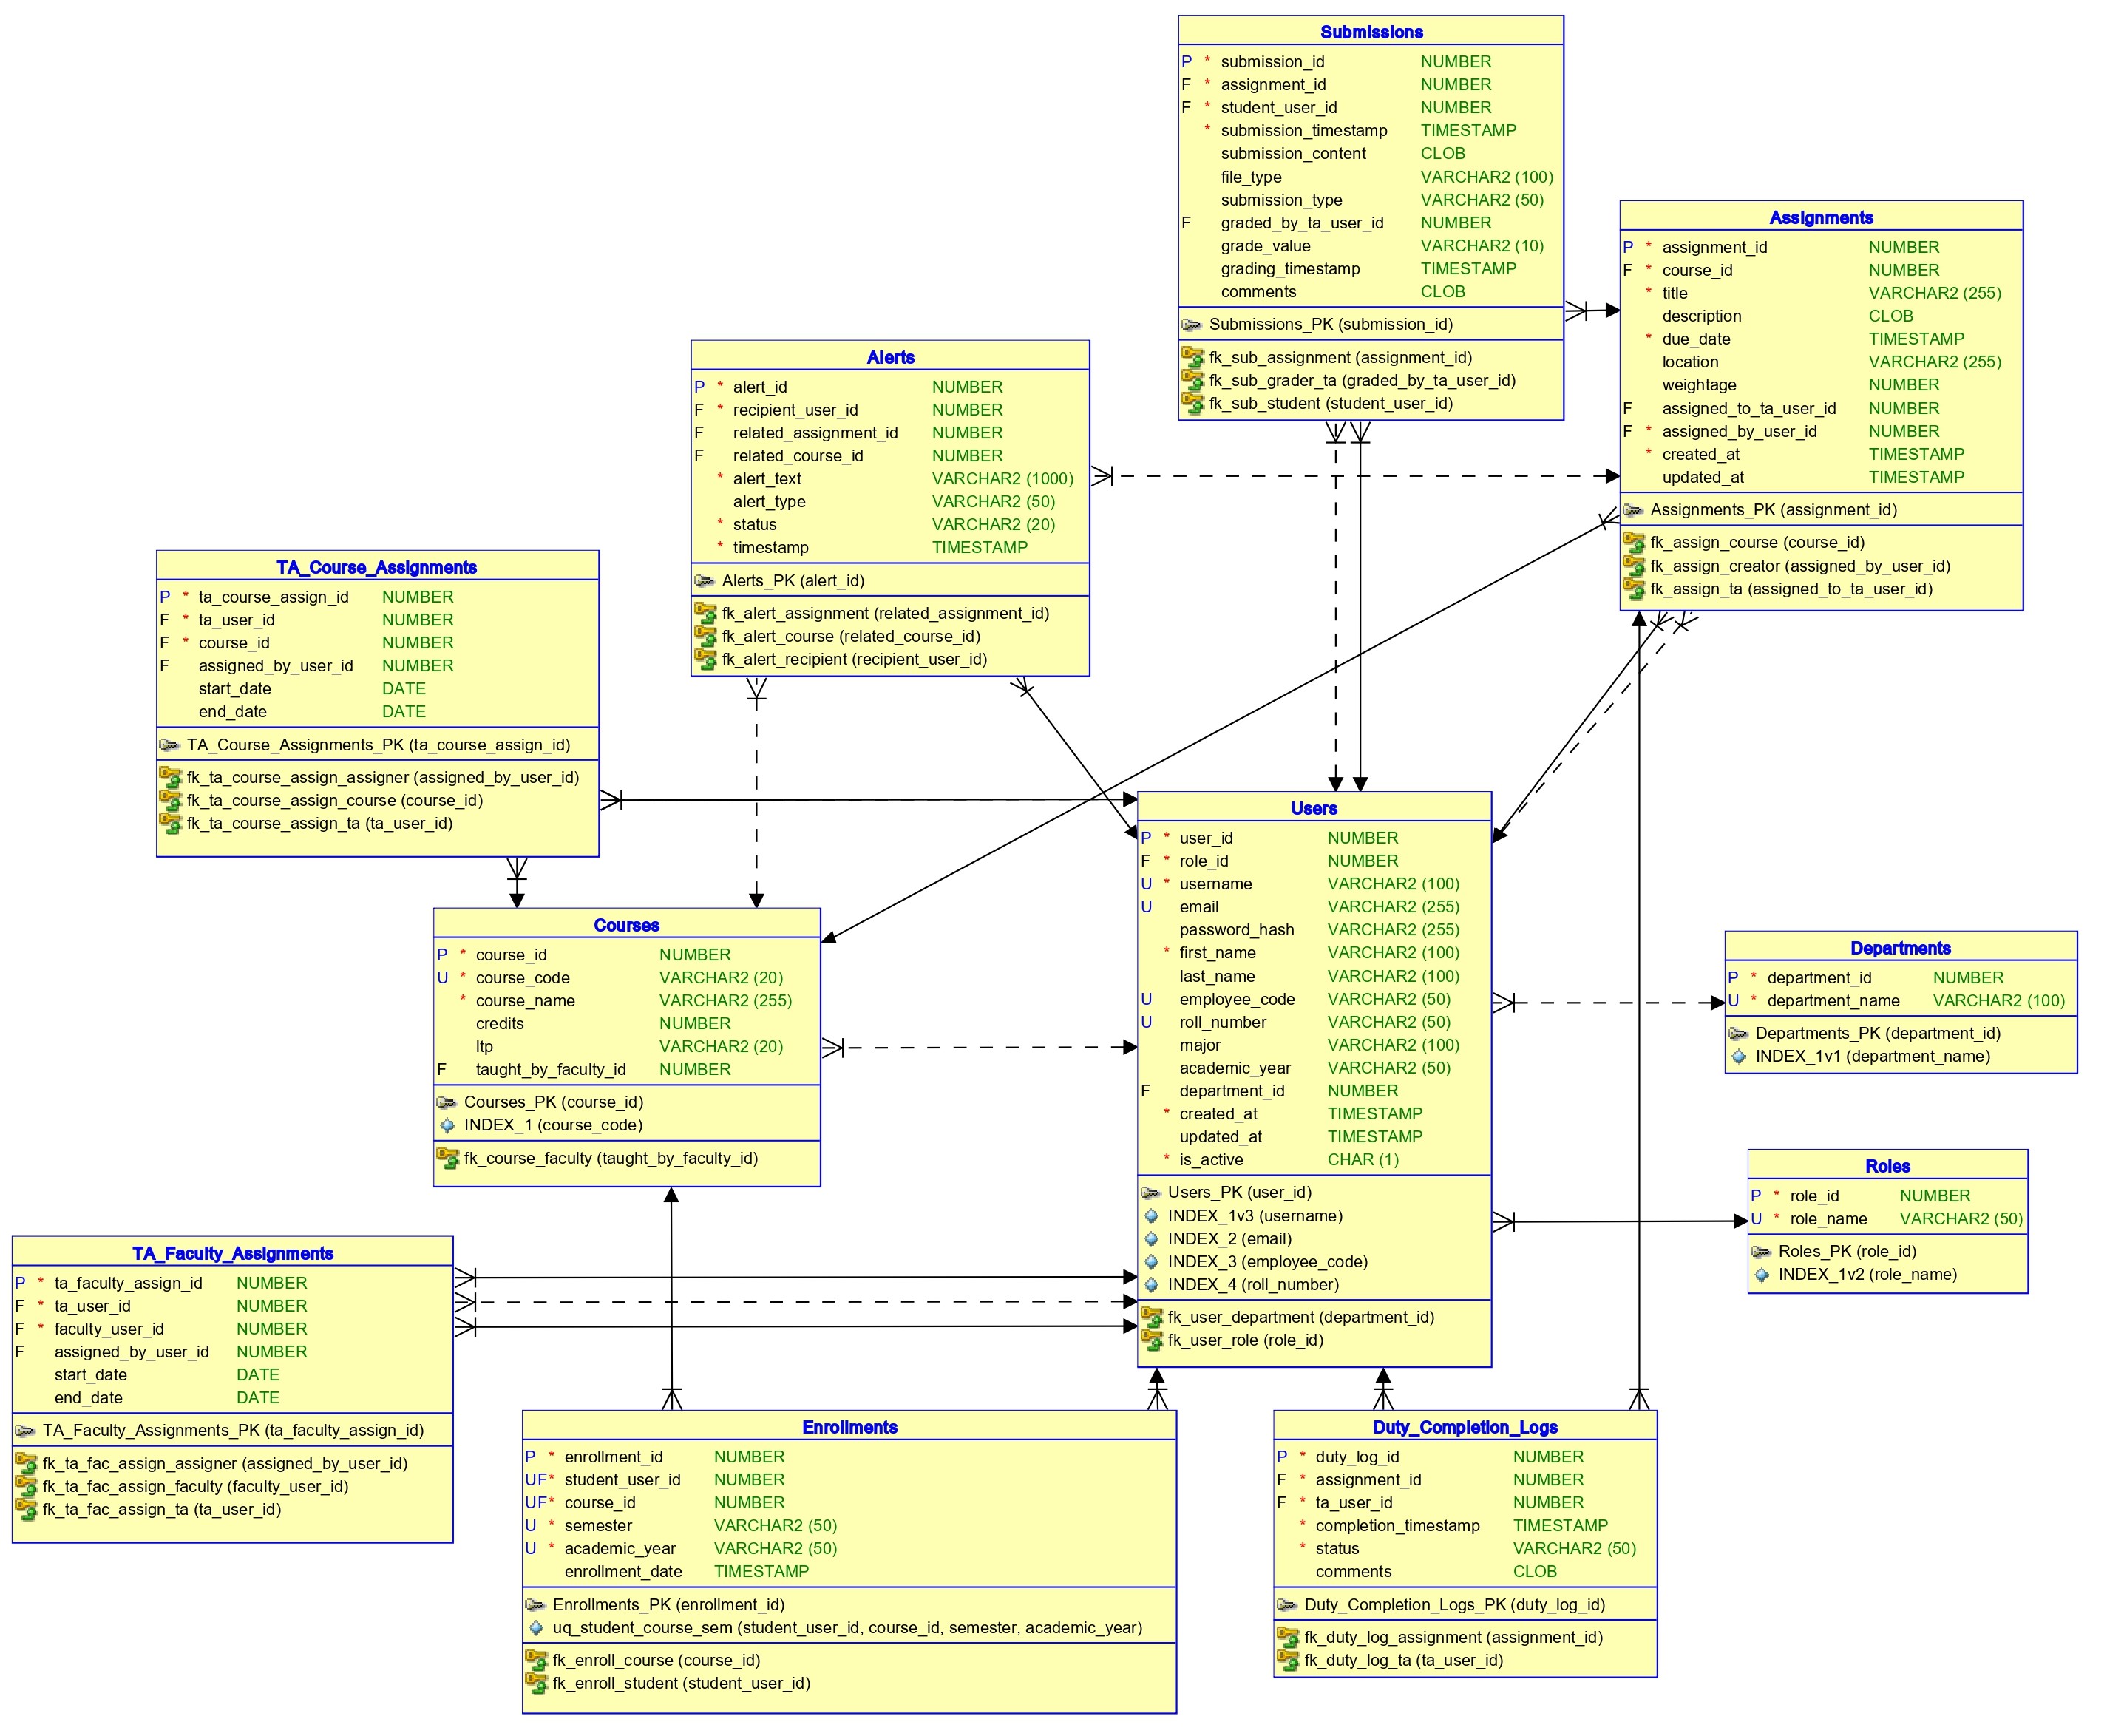 Submissions
P * submission_id NUMBER
F * assignment_id NUMBER
F * student_user_id NUMBER
* submission_timestamp TIMESTAMP
submission_content CLOB
file_type VARCHAR2 (100)
submission_type VARCHAR2 (50)
F graded_by_ta_user_id NUMBER
grade_value VARCHAR2 (10)
grading_timestamp TIMESTAMP
comments CLOB
Submissions_PK (submission_id)
fk_sub_assignment (assignment_id)
fk_sub_grader_ta (graded_by_ta_user_id)
fk_sub_student (student_user_id)
Assignments
P * assignment_id NUMBER
F * course_id NUMBER
* title VARCHAR2 (255)
description CLOB
* due_date TIMESTAMP
location VARCHAR2 (255)
weightage NUMBER
F assigned_to_ta_user_id NUMBER
F * assigned_by_user_id NUMBER
* created_at TIMESTAMP
updated_at TIMESTAMP
Assignments_PK (assignment_id)
fk_assign_course (course_id)
fk_assign_creator (assigned_by_user_id)
fk_assign_ta (assigned_to_ta_user_id)
Alerts
P * alert_id NUMBER
F * recipient_user_id NUMBER
F related_assignment_id NUMBER
F related_course_id NUMBER
* alert_text VARCHAR2 (1000)
alert_type VARCHAR2 (50)
* status VARCHAR2 (20)
* timestamp TIMESTAMP
Alerts_PK (alert_id)
fk_alert_assignment (related_assignment_id)
fk_alert_course (related_course_id)
fk_alert_recipient (recipient_user_id)
TA_Course_Assignments
P * ta_course_assign_id NUMBER
F * ta_user_id NUMBER
F * course_id NUMBER
F assigned_by_user_id NUMBER
start_date DATE
end_date DATE
TA_Course_Assignments_PK (ta_course_assign_id)
fk_ta_course_assign_assigner (assigned_by_user_id)
fk_ta_course_assign_course (course_id)
fk_ta_course_assign_ta (ta_user_id)
Users
P * user_id NUMBER
F * role_id NUMBER
U * username VARCHAR2 (100)
U email VARCHAR2 (255)
password_hash VARCHAR2 (255)
* first_name VARCHAR2 (100)
last_name VARCHAR2 (100)
U employee_code VARCHAR2 (50)
U roll_number VARCHAR2 (50)
major VARCHAR2 (100)
academic_year VARCHAR2 (50)
F department_id NUMBER
* created_at TIMESTAMP
updated_at TIMESTAMP
* is_active CHAR (1)
Users_PK (user_id)
INDEX_1v3 (username)
INDEX_2 (email)
INDEX_3 (employee_code)
INDEX_4 (roll_number)
fk_user_department (department_id)
fk_user_role (role_id)
Courses
P * course_id NUMBER
U * course_code VARCHAR2 (20)
* course_name VARCHAR2 (255)
credits NUMBER
ltp VARCHAR2 (20)
F taught_by_faculty_id NUMBER
Courses_PK (course_id)
INDEX_1 (course_code)
fk_course_faculty (taught_by_faculty_id)
Departments
P * department_id NUMBER
U * department_name VARCHAR2 (100)
Departments_PK (department_id)
INDEX_1v1 (department_name)
Roles
P * role_id NUMBER
U * role_name VARCHAR2 (50)
Roles_PK (role_id)
INDEX_1v2 (role_name)
TA_Faculty_Assignments
P * ta_faculty_assign_id NUMBER
F * ta_user_id NUMBER
F * faculty_user_id NUMBER
F assigned_by_user_id NUMBER
start_date DATE
end_date DATE
TA_Faculty_Assignments_PK (ta_faculty_assign_id)
fk_ta_fac_assign_assigner (assigned_by_user_id)
fk_ta_fac_assign_faculty (faculty_user_id)
fk_ta_fac_assign_ta (ta_user_id)
Enrollments
P * enrollment_id NUMBER
UF* student_user_id NUMBER
UF* course_id NUMBER
U * semester VARCHAR2 (50)
U * academic_year VARCHAR2 (50)
enrollment_date TIMESTAMP
Enrollments_PK (enrollment_id)
uq_student_course_sem (student_user_id, course_id, semester, academic_year)
fk_enroll_course (course_id)
fk_enroll_student (student_user_id)
Duty_Completion_Logs
P * duty_log_id NUMBER
F * assignment_id NUMBER
F * ta_user_id NUMBER
* completion_timestamp TIMESTAMP
* status VARCHAR2 (50)
comments CLOB
Duty_Completion_Logs_PK (duty_log_id)
fk_duty_log_assignment (assignment_id)
fk_duty_log_ta (ta_user_id)